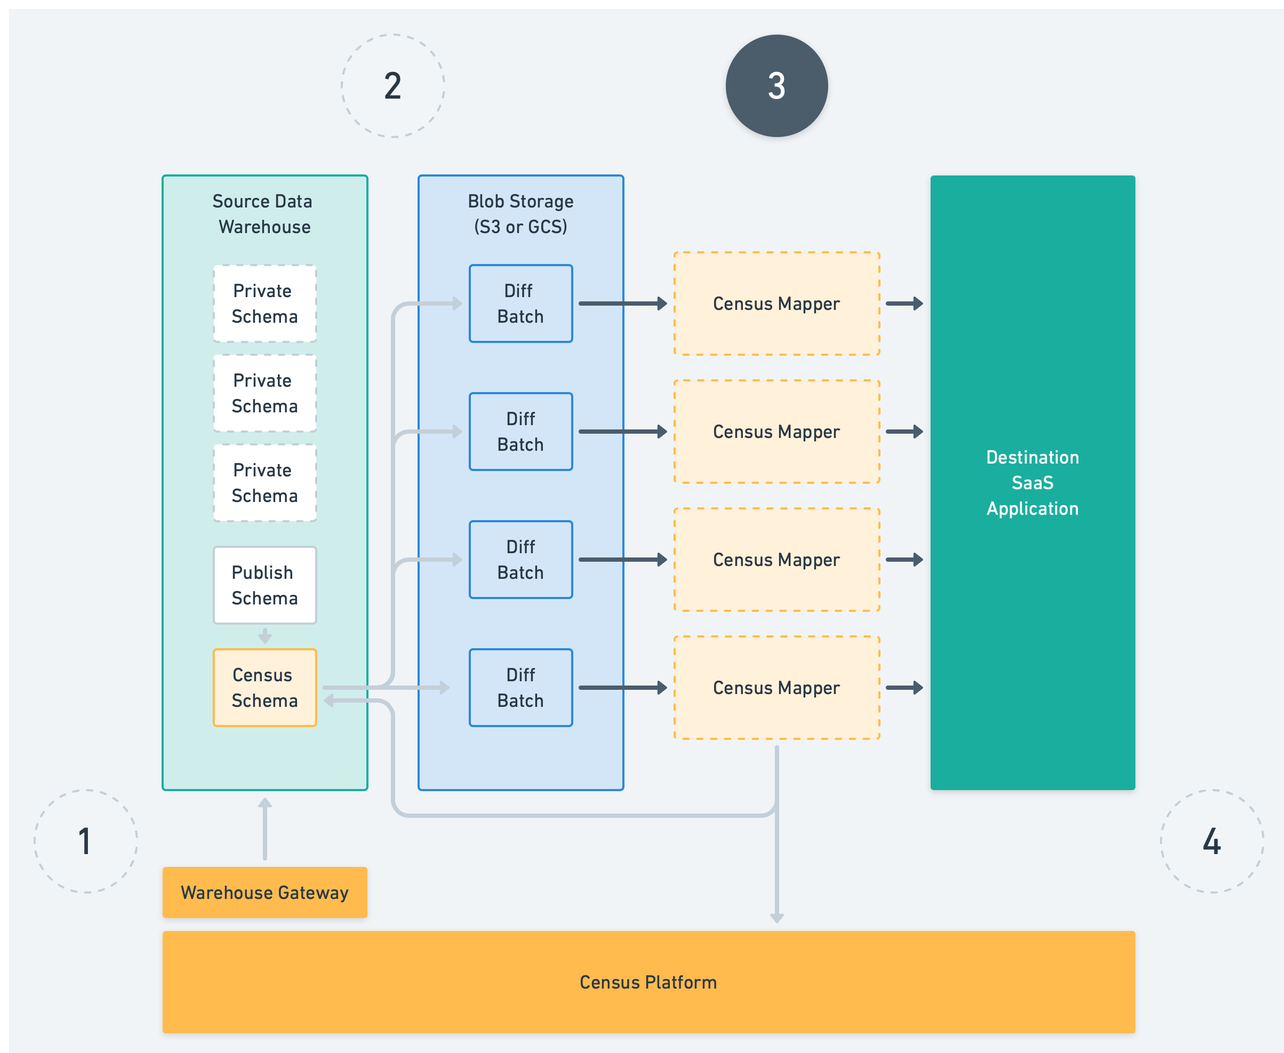 2
3
Source Data
Warehouse
Private
Schema
Private
Schema
Private
Schema
Publish
Schema
Census
Schema
Blob Storage
(S3 or GCS)
Diff
Batch
Diff
Batch
Diff
Batch
Diff
Batch
Census Mapper
Census Mapper
Census Mapper
Census Mapper
Destination
SaaS
Application
1
4
Warehouse Gateway
Census Platform